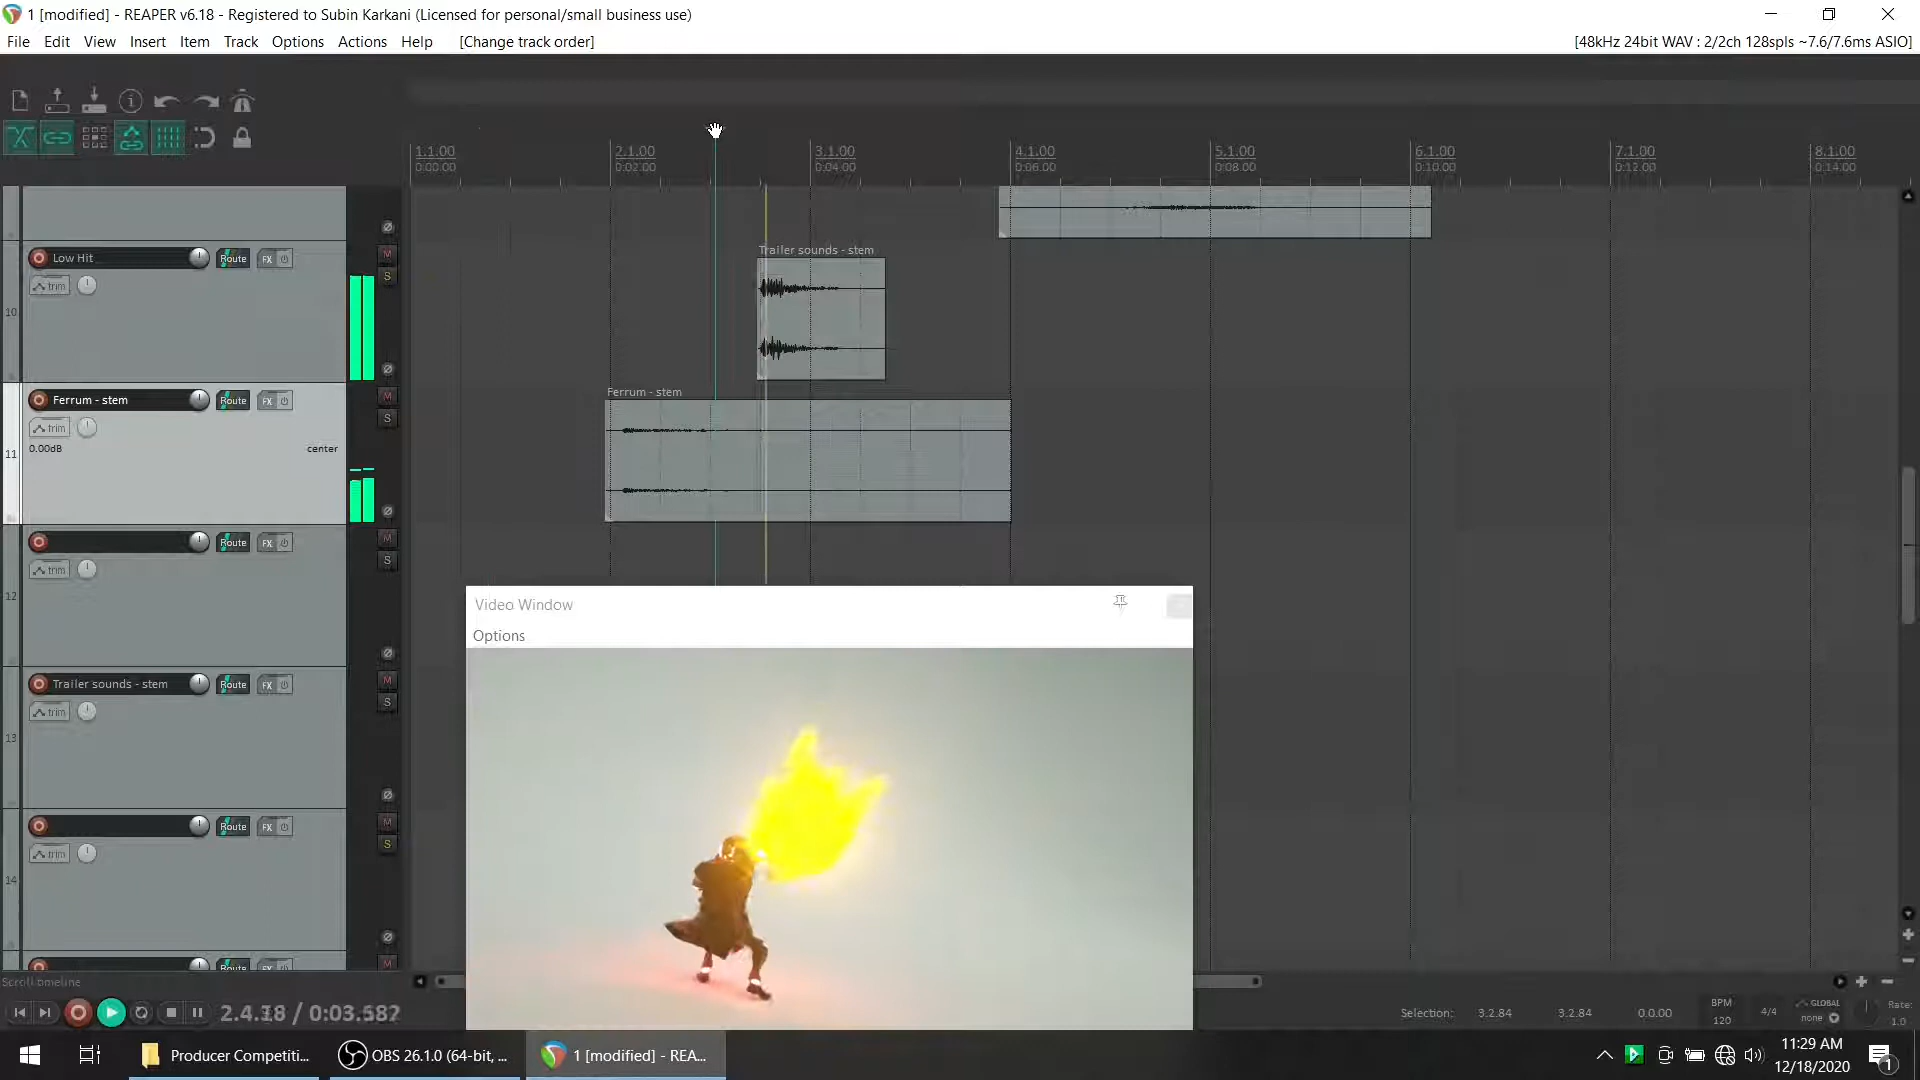 1 [modified] - REAPER v6.18 - Registered to Subin Karkani (Licensed for personal/small business use)
File Edit View Insert Item Track Options Actions Help [Change track order] [48kHz 24bit WAV : 2/2ch 128spls ~7.6/7.6ms ASIO]
1.1.00 2.1.00 3.1.00 4.1.00 5.1.00 6.1.00 7.1.00 8.1.00
0:00.00 0:02.00 0:04.00 0:06.00 0:08.00 0:10.00 0:12.00 0:14.00
Trailer sounds - stem
Low Hit Route FX M
trim S
10
Ferrum - stem
Ferrum - stem Route FX M
trim S
0.00dB center
11
Route FX M
trim S
12
Video Window
Options
Trailer sounds - stem Route FX M
trim S
13
Route FX M
trim S
14
Route FX M
Scroll timeline
2.4.38 / 0:03.587
Selection: 3.2.84 3.2.84 0.0.00
BPM
120
4/4
GLOBAL
none
Rate:
1.0
Producer Competiti...
OBS 26.1.0 (64-bit, ...
1 [modified] - REA...
11:29 AM
12/18/2020
1